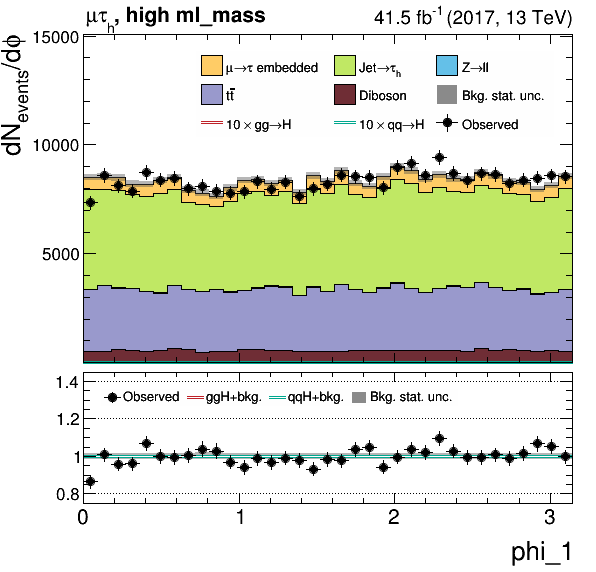 μτh, high ml_mass 41.5 fb⁻¹ (2017, 13 TeV)
dN_events/dϕ
15000
10000
5000
μ→τ embedded Jet→τh Z→ll
tt̄ Diboson Bkg. stat. unc.
10 × gg→H 10 × qq→H Observed
1.4
1.2
1
0.8
Observed ggH+bkg. qqH+bkg. Bkg. stat. unc.
0 1 2 3
phi_1